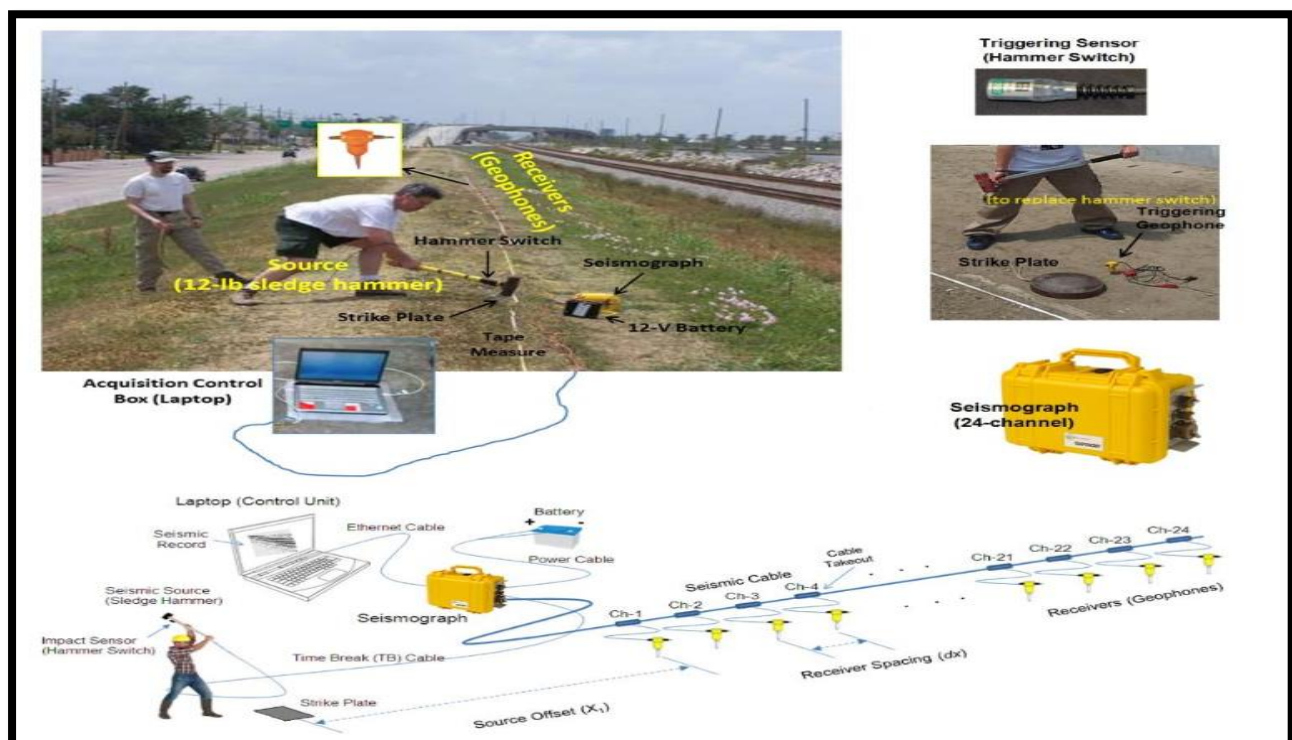 Triggering Sensor
(Hammer Switch)
Receivers
(Geophones)
Hammer Switch
Source
(12-lb sledge hammer)
Seismograph
Strike Plate
12-V Battery
Tape
Measure
(to replace hammer switch)
Triggering
Geophone
Strike Plate
Acquisition Control
Box (Laptop)
Seismograph
(24-channel)
Laptop (Control Unit)
Seismic
Record
Ethernet Cable
Battery
+ -
Power Cable
Seismic Source
(Sledge Hammer)
Impact Sensor
(Hammer Switch)
Seismograph
Time Break (TB) Cable
Strike Plate
Source Offset (X1)
Seismic Cable
Cable
Takeout
Ch-1
Ch-2
Ch-3
Ch-4
. . .
Ch-21
Ch-22
Ch-23
Ch-24
. . .
Receivers (Geophones)
Receiver Spacing (dx)